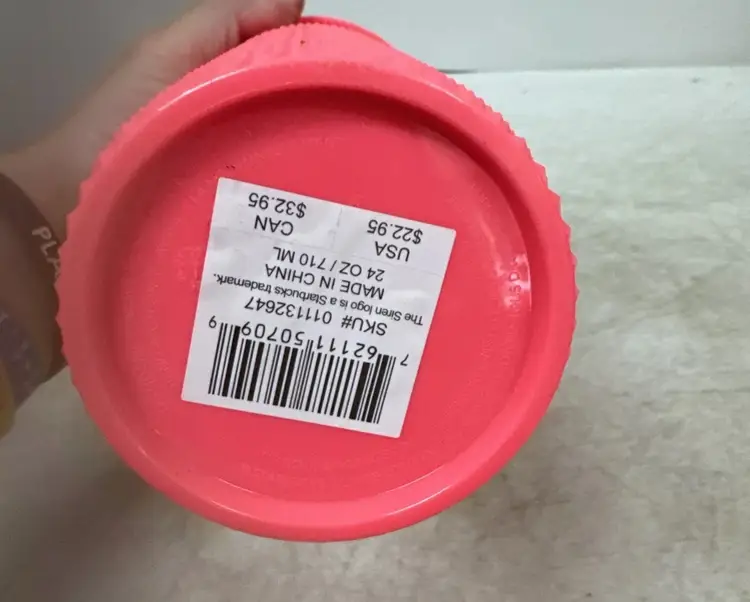 7 62111 50709 9
SKU# 011132647
The Siren logo is a Starbucks trademark.
MADE IN CHINA
24 OZ / 710 ML
USA CAN
$22.95 $32.95
PLA